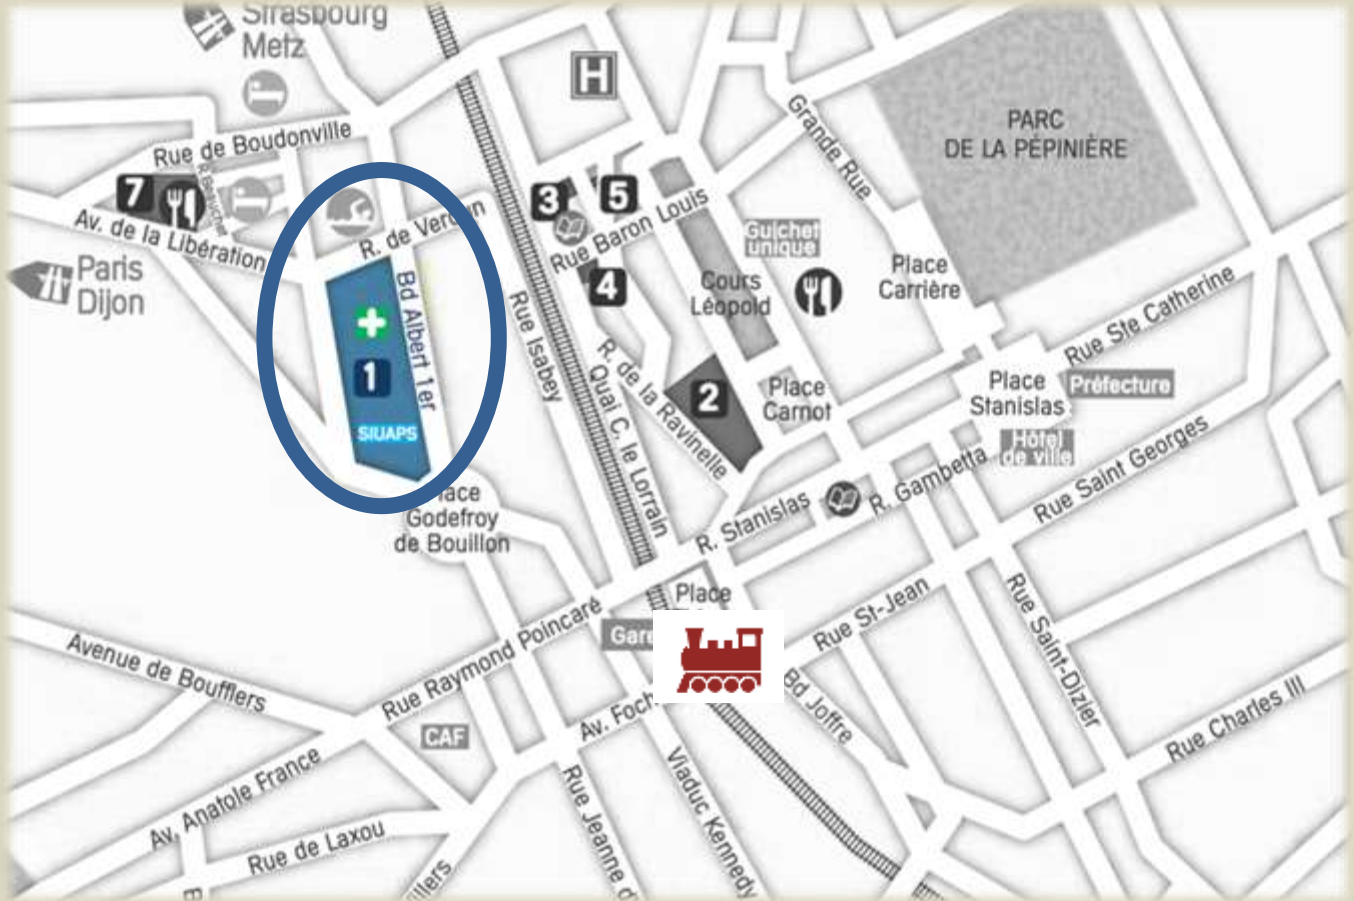 Strasbourg
Metz
H
PARC
DE LA PÉPINIÈRE
Grande Rue
Rue de Boudonville
7
3
5
R. de Verdun
Rue Baron Louis
Av. de la Libération
Guichet
unique
Paris
Dijon
Bd Albert 1er
4
Cours
Léopold
Place
Carrière
Rue Ste Catherine
Rue Isabey
1
SIUAPS
R. de la Ravinelle
Quai C. le Lorrain
2
Place
Carnot
Place
Stanislas
Préfecture
Hôtel
de ville
Place
Godefroy
de Bouillon
R. Stanislas
R. Gambetta
Rue Saint Georges
Place
Gare
Rue St-Jean
Rue Saint-Dizier
Avenue de Boufflers
Rue Raymond Poincaré
Av. Foch
Bd Joffre
Rue Charles III
CAF
Av. Anatole France
Rue de Laxou
Rue Jeanne d
Viaduc Kennedy
illers
B